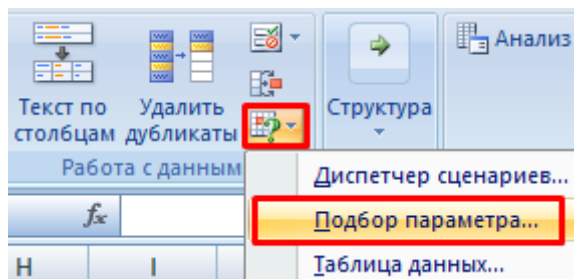 Анализ
Текст по
столбцам
Удалить
дубликаты
Структура
Работа с данным
Диспетчер сценариев...
fx
Подбор параметра...
H I
Таблица данных...